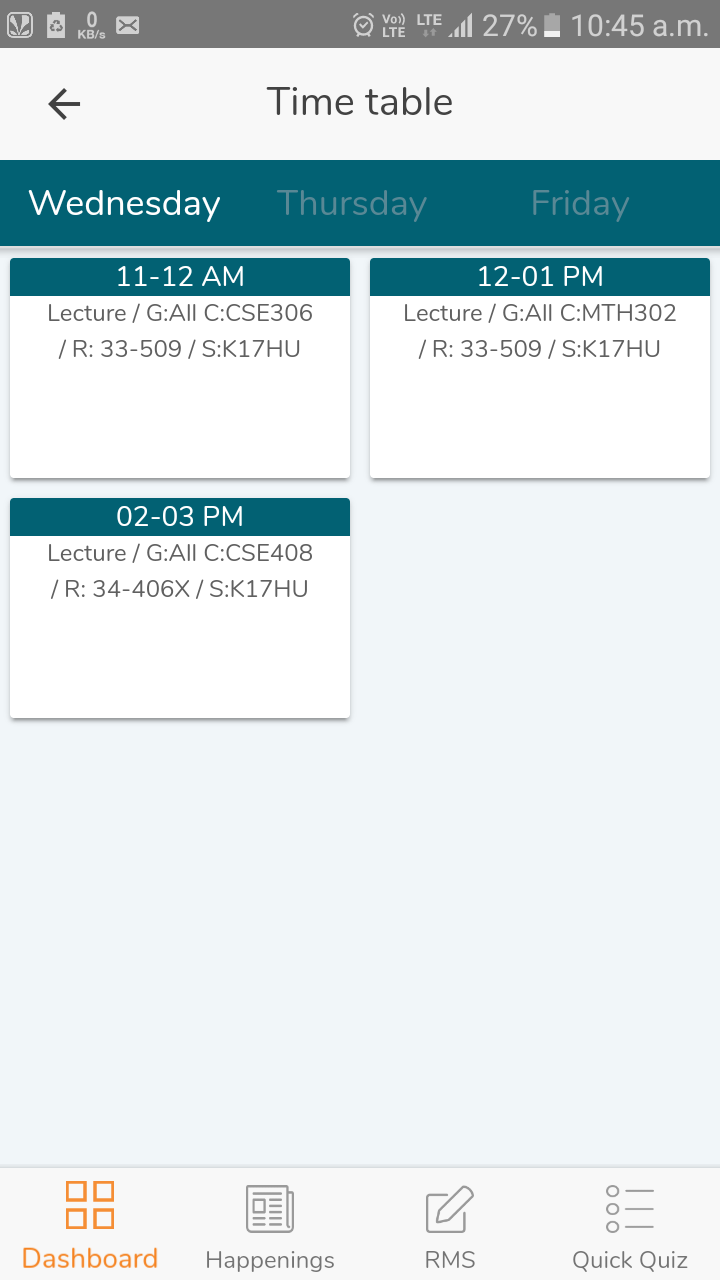 0
KB/s
Vo))
LTE
LTE
27%
10:45 a.m.
Time table
Wednesday
Thursday
Friday
11-12 AM
Lecture / G:All C:CSE306
/ R: 33-509 / S:K17HU
12-01 PM
Lecture / G:All C:MTH302
/ R: 33-509 / S:K17HU
02-03 PM
Lecture / G:All C:CSE408
/ R: 34-406X / S:K17HU
Dashboard
Happenings
RMS
Quick Quiz